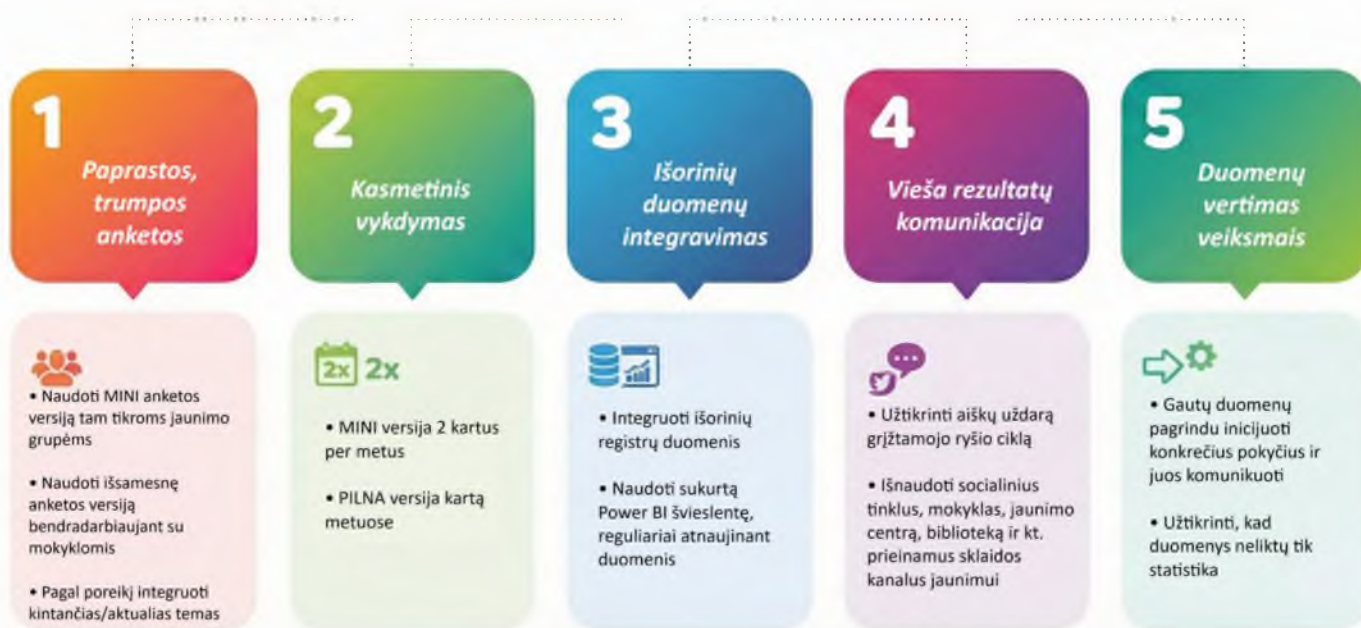 1
Paprastos,
trumpos
anketos
• Naudoti MINI anketos
versiją tam tikroms jaunimo
grupėms
• Naudoti išsamesnę
anketos versiją
bendradarbiaujant su
mokyklomis
• Pagal poreikį integruoti
kintančias/aktualias temas
2
Kasmetinis
vykdymas
2x 2x
• MINI versija 2 kartus
per metus
• PILNA versija kartą
metuose
3
Išorinių
duomenų
integravimas
• Integruoti išorinių
registrų duomenis
• Naudoti sukurtą
Power BI švieslentę,
reguliariai atnaujinant
duomenis
4
Vieša rezultatų
komunikacija
• Užtikrinti aiškų uždarą
grįžtamojo ryšio ciklą
• Išnaudoti socialinius
tinklus, mokyklas, jaunimo
centrą, biblioteką ir kt.
prieinamus sklaidos
kanalus jaunimui
5
Duomenų
vertimas
veiksmais
• Gautų duomenų
pagrindu inicijuoti
konkrečius pokyčius ir
juos komunikuoti
• Užtikrinti, kad
duomenys neliktų tik
statistika